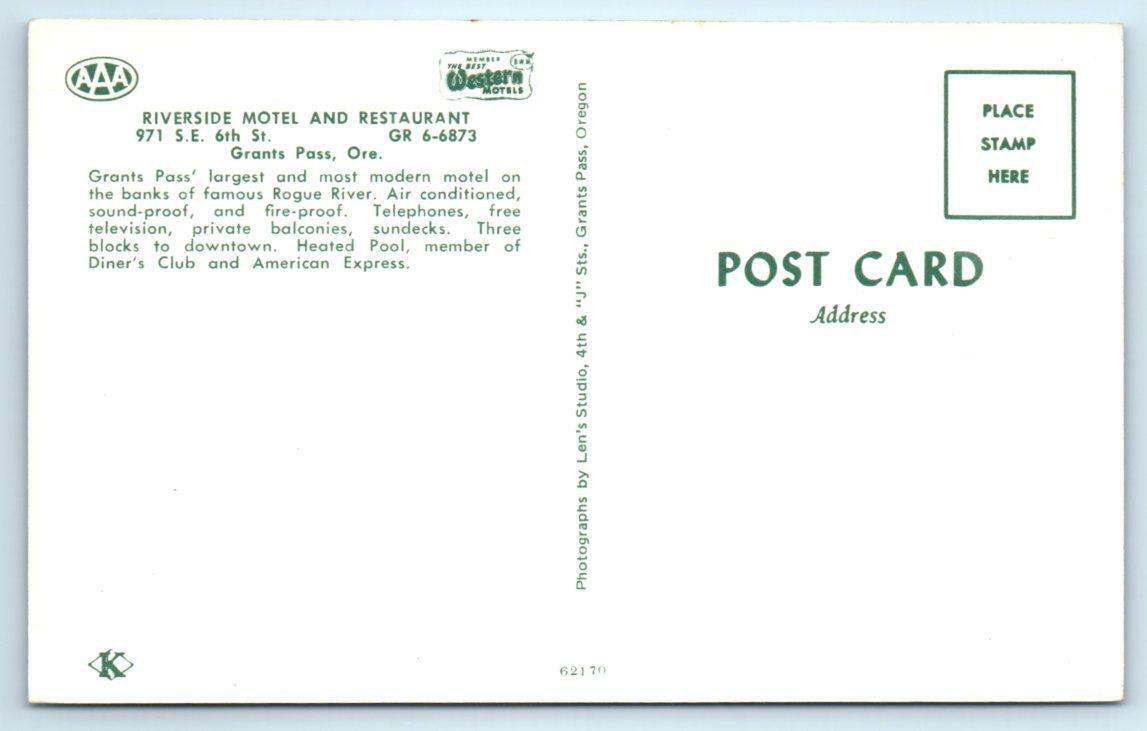 AAA
MEMBER
THE BEST
Western
MOTELS
RIVERSIDE MOTEL AND RESTAURANT
971 S.E. 6th St. GR 6-6873
Grants Pass, Ore.
Grants Pass' largest and most modern motel on
the banks of famous Rogue River. Air conditioned,
sound-proof, and fire-proof. Telephones, free
television, private balconies, sundecks. Three
blocks to downtown. Heated Pool, member of
Diner's Club and American Express.
K
Photographs by Len's Studio, 4th & "J" Sts., Grants Pass, Oregon
62170
PLACE
STAMP
HERE
POST CARD
Address